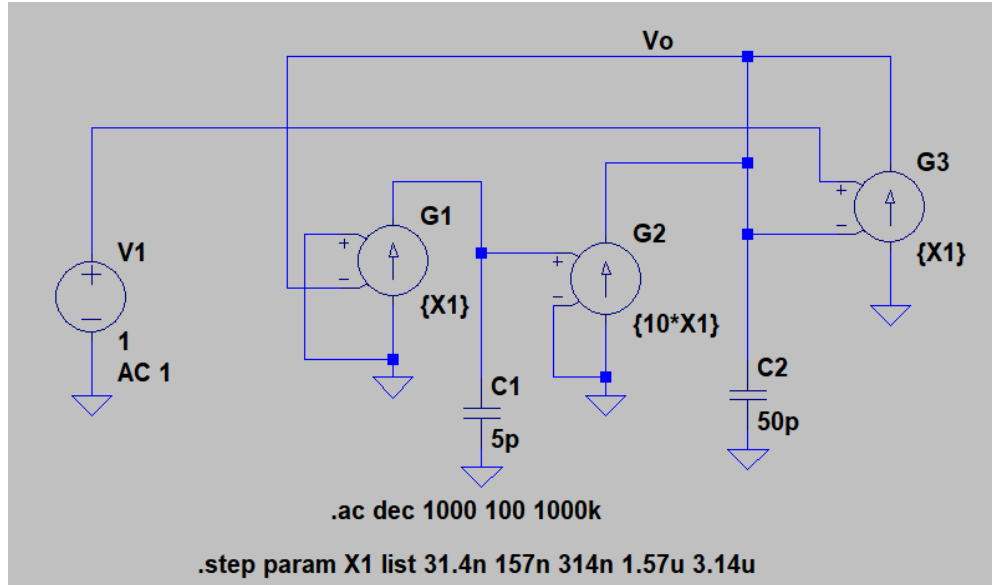 Vo
G3
{X1}
G1
{X1}
G2
{10*X1}
V1
1
AC 1
C1
5p
C2
50p
.ac dec 1000 100 1000k
.step param X1 list 31.4n 157n 314n 1.57u 3.14u